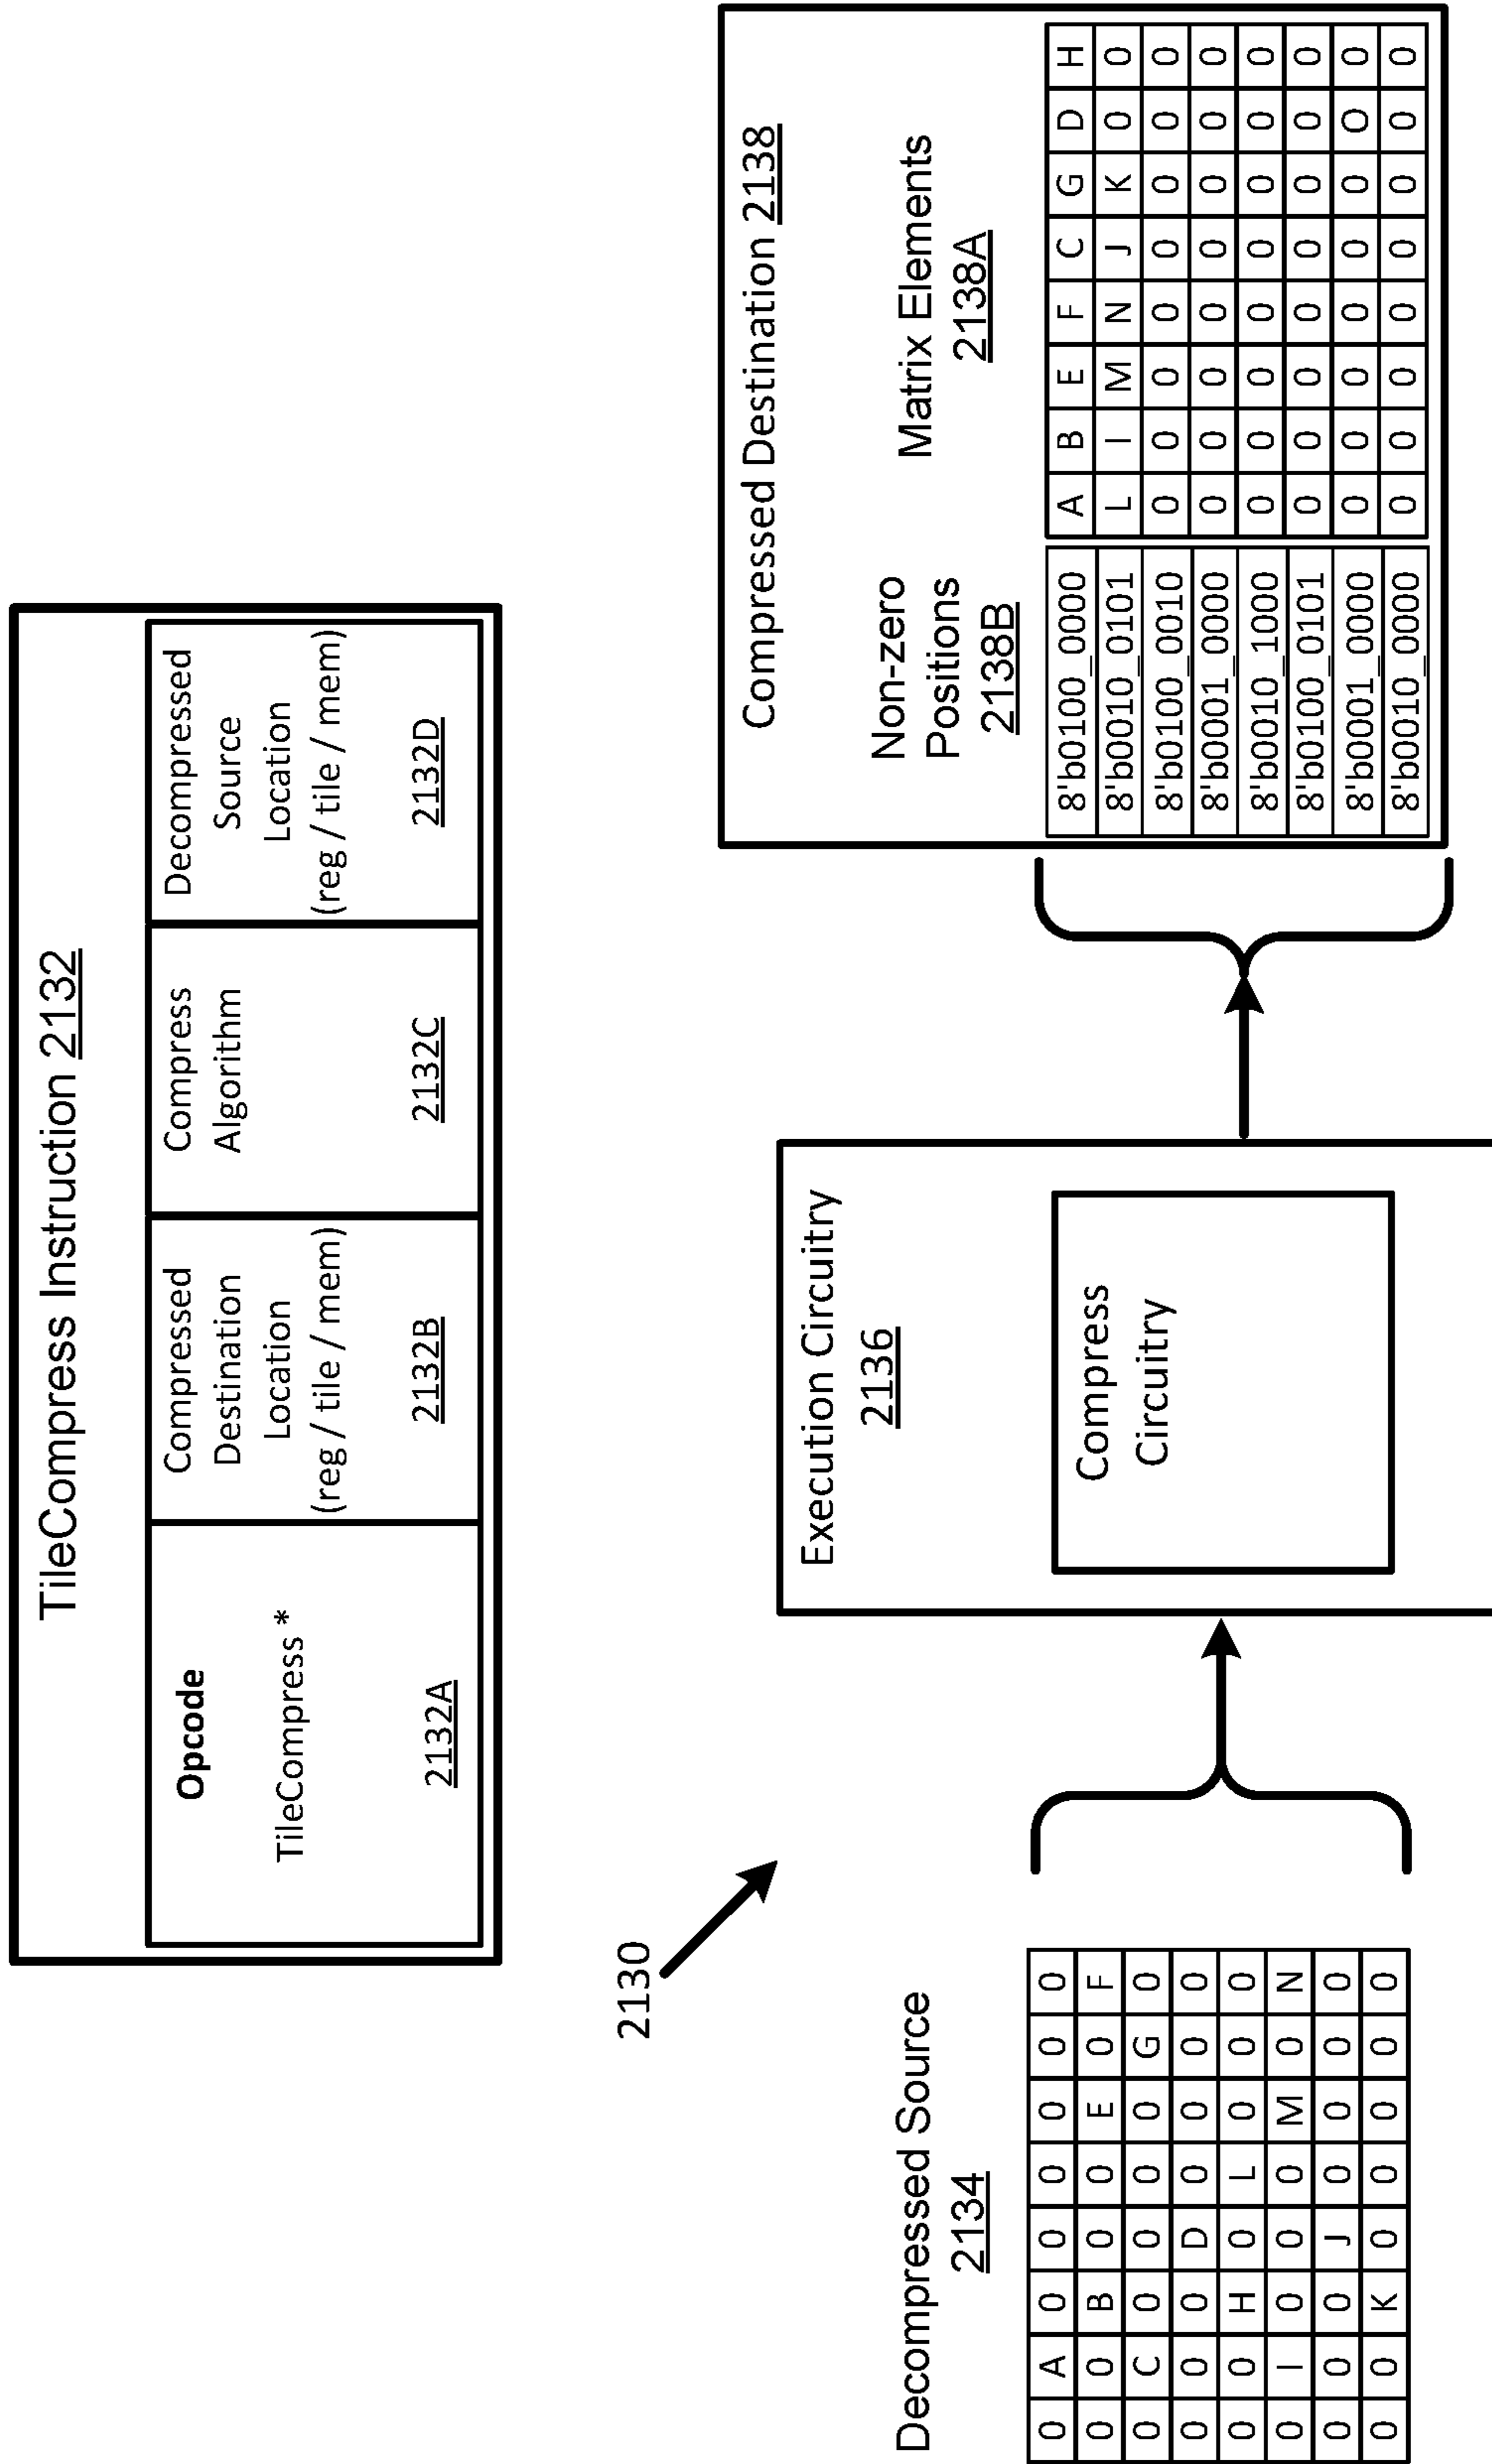 TileCompress Instruction 2132
Opcode
TileCompress *
2132A
Compressed
Destination
Location
(reg / tile / mem)
2132B
Compress
Algorithm
2132C
Decompressed
Source
Location
(reg / tile / mem)
2132D
2130
Decompressed Source
2134
0 A 0 0 0 0 0 0
0 0 B 0 0 E 0 F
0 C 0 0 0 0 G 0
0 0 0 D 0 0 0 0
0 0 H 0 L 0 0 0
0 I 0 0 0 M 0 N
0 0 0 J 0 0 0 0
0 0 K 0 0 0 0 0
Execution Circuitry
2136
Compress
Circuitry
Compressed Destination 2138
Non-zero
Positions
2138B
Matrix Elements
2138A
8'b0100_0000 A B E F C G D H
8'b0010_0101 L I M N J K 0 0
8'b0100_0010 0 0 0 0 0 0 0 0
8'b0001_0000 0 0 0 0 0 0 0 0
8'b0010_1000 0 0 0 0 0 0 0 0
8'b0100_0101 0 0 0 0 0 0 0 0
8'b0001_0000 0 0 0 0 0 0 O 0
8'b0010_0000 0 0 0 0 0 0 0 0